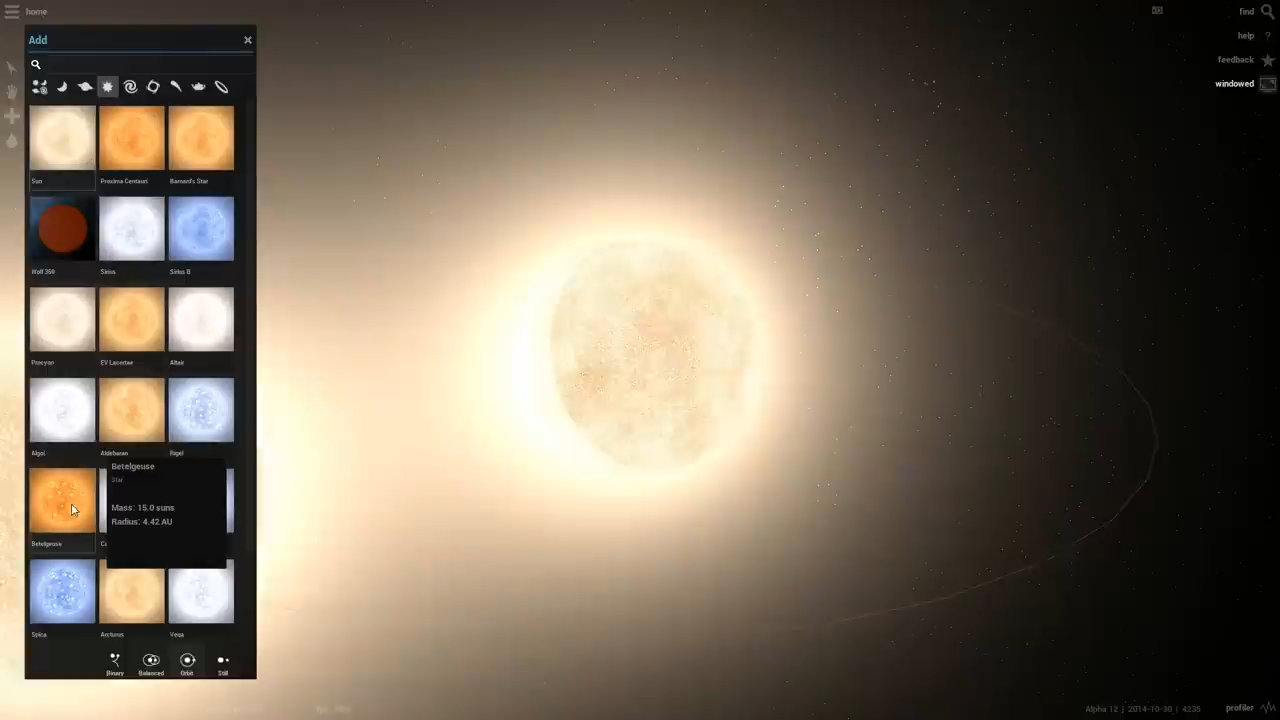 home
find
help ?
feedback
windowed
Add
Sun
Proxima Centauri
Barnard's Star
Wolf 359
Sirius
Sirius B
Procyon
EV Lacertae
Altair
Algol
Aldebaran
Rigel
Betelgeuse
Star
Mass: 15.0 suns
Radius: 4.42 AU
Betelgeuse
Spica
Arcturus
Vega
Binary
Balanced
Orbit
Still
Alpha 12 | 2014-10-30 | 4235
profiler